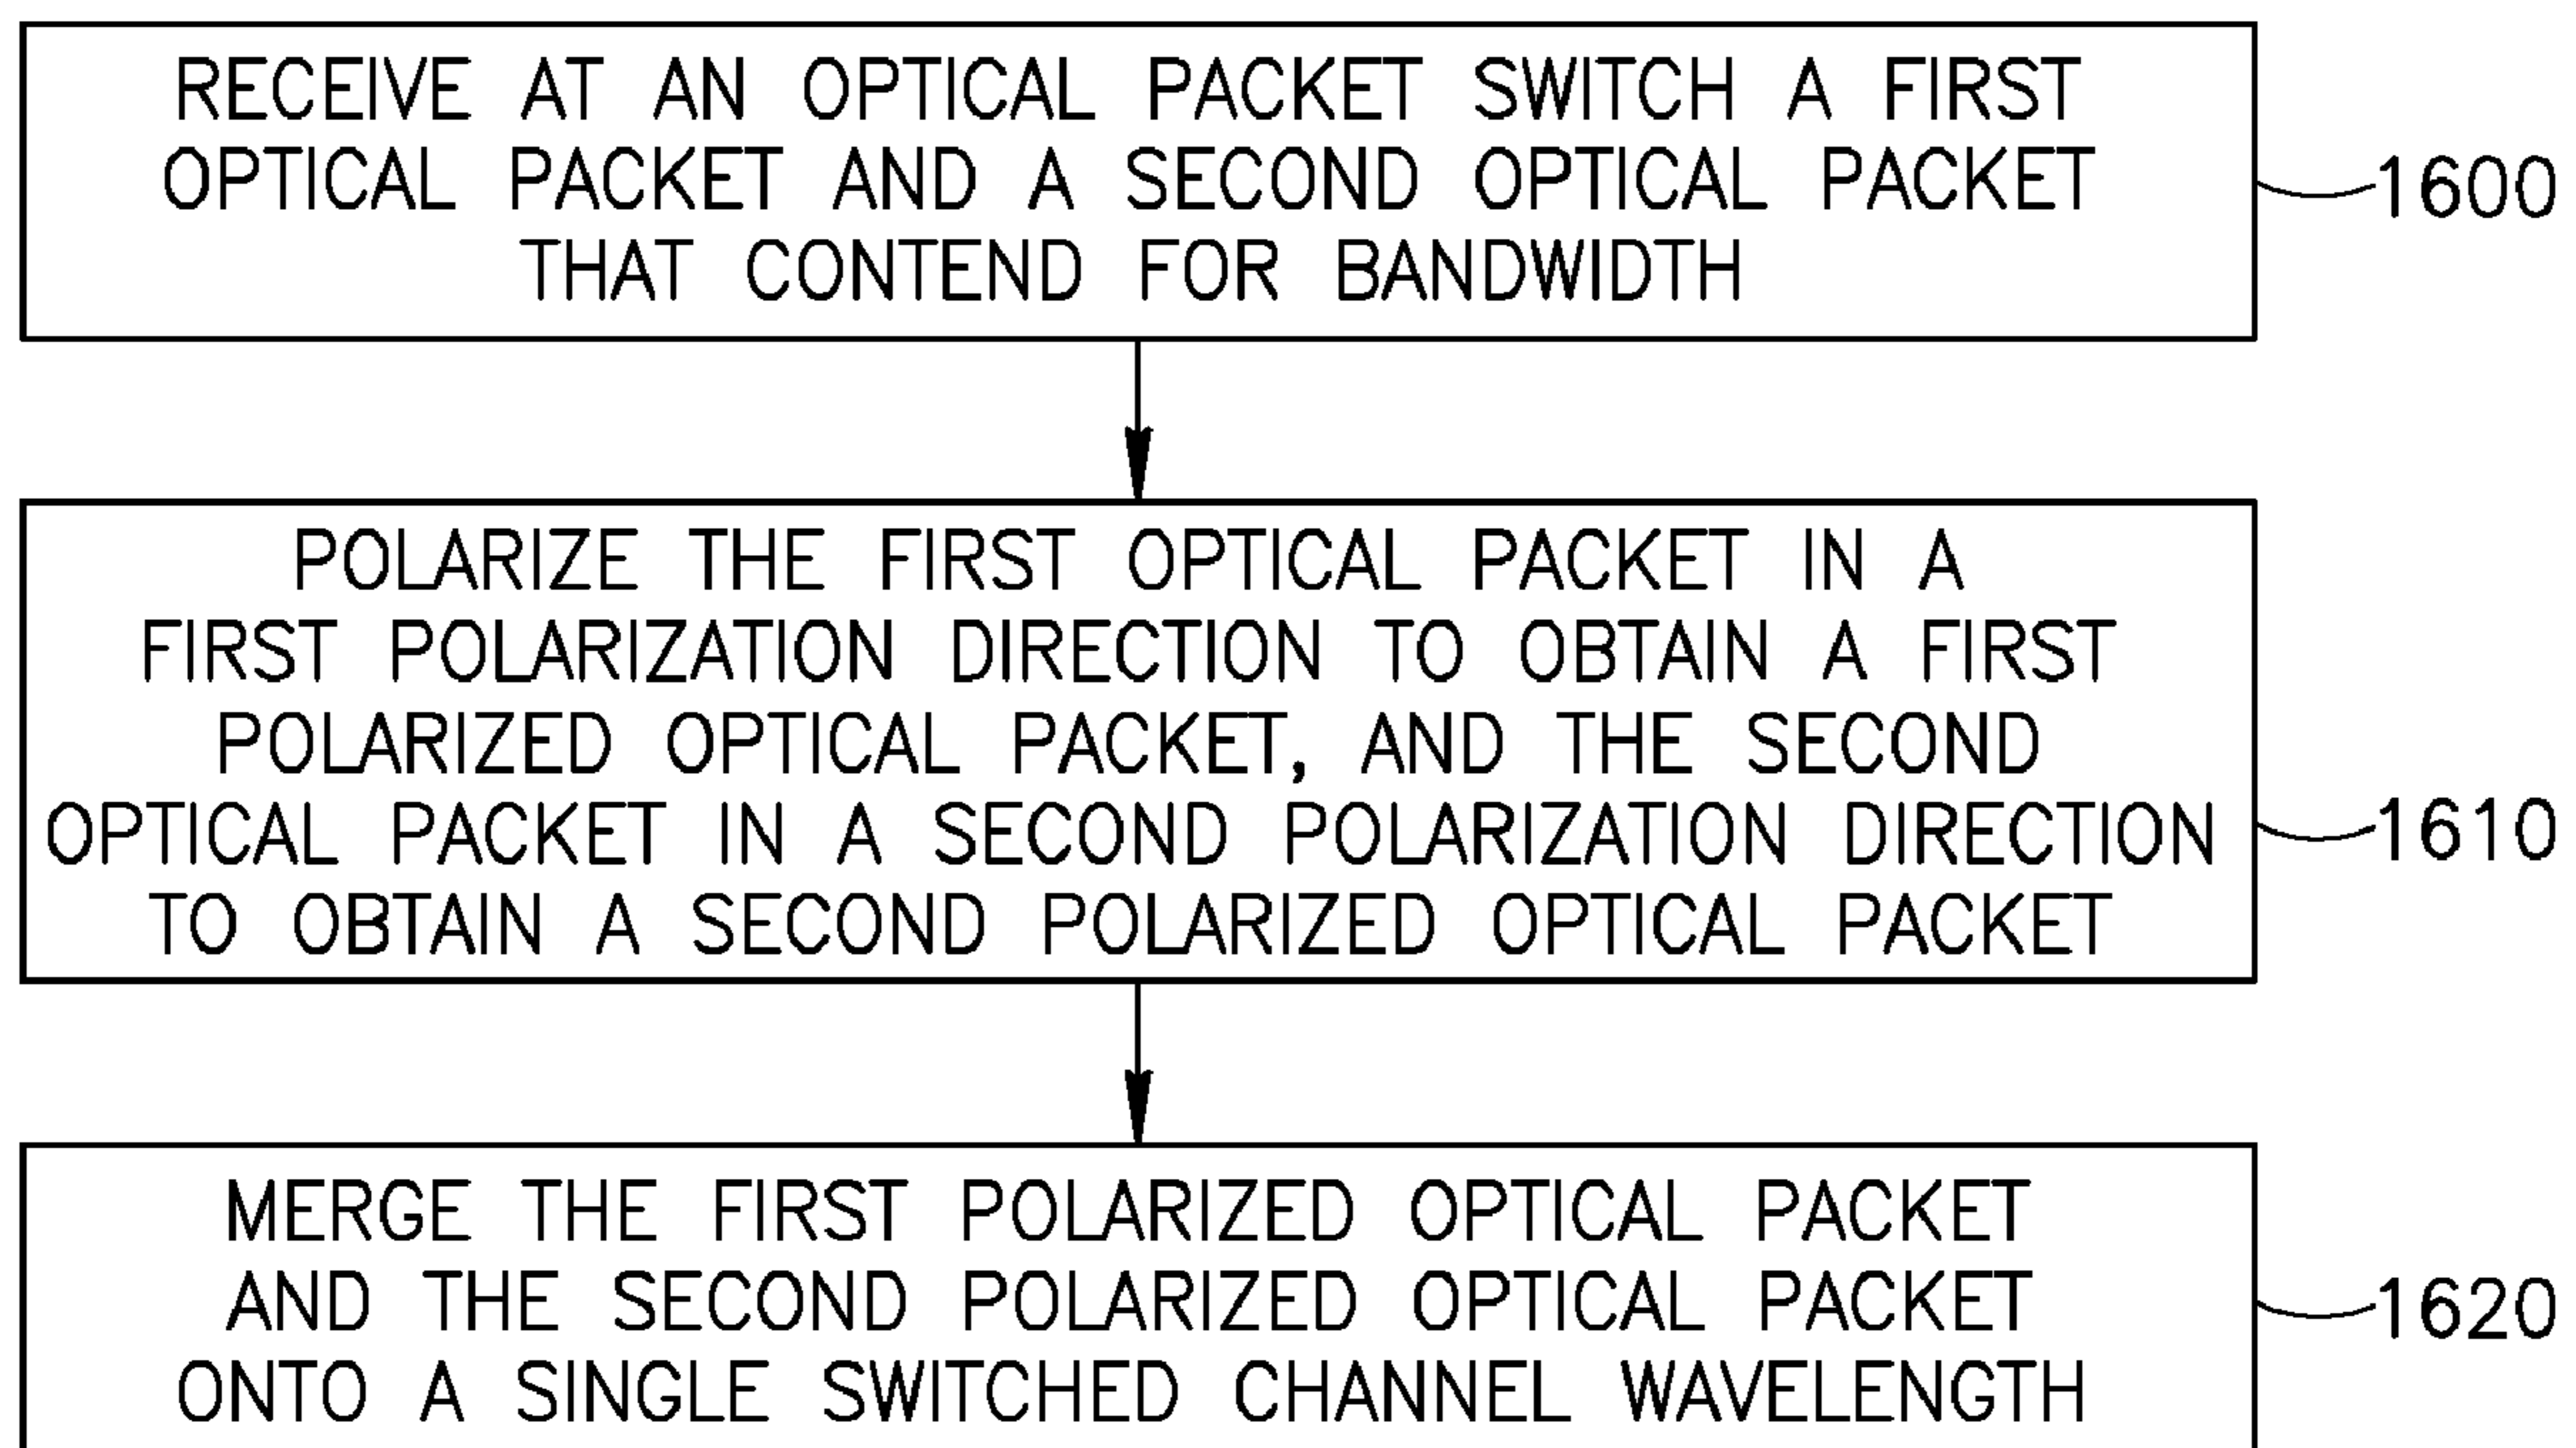 RECEIVE AT AN OPTICAL PACKET SWITCH A FIRST
OPTICAL PACKET AND A SECOND OPTICAL PACKET
THAT CONTEND FOR BANDWIDTH
1600
POLARIZE THE FIRST OPTICAL PACKET IN A
FIRST POLARIZATION DIRECTION TO OBTAIN A FIRST
POLARIZED OPTICAL PACKET, AND THE SECOND
OPTICAL PACKET IN A SECOND POLARIZATION DIRECTION
TO OBTAIN A SECOND POLARIZED OPTICAL PACKET
1610
MERGE THE FIRST POLARIZED OPTICAL PACKET
AND THE SECOND POLARIZED OPTICAL PACKET
ONTO A SINGLE SWITCHED CHANNEL WAVELENGTH
1620